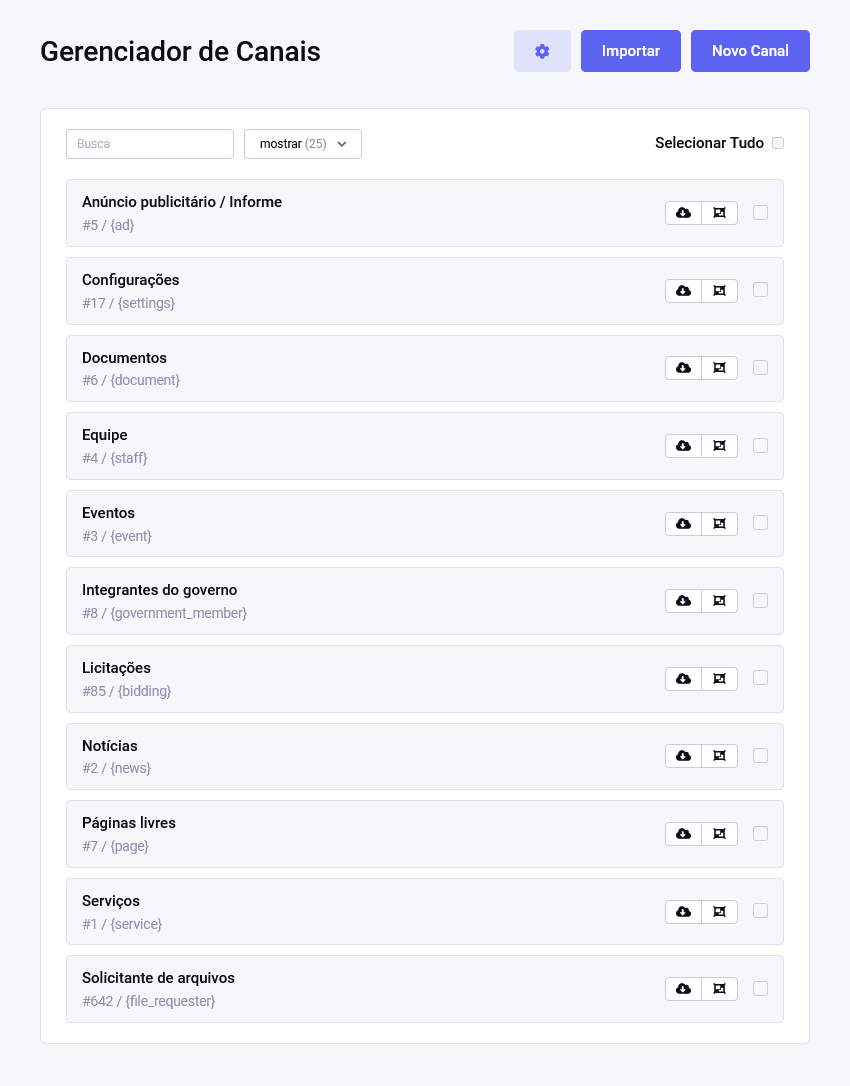 Gerenciador de Canais
Importar
Novo Canal
Busca
mostrar (25)
Selecionar Tudo
Anúncio publicitário / Informe
#5 / {ad}
Configurações
#17 / {settings}
Documentos
#6 / {document}
Equipe
#4 / {staff}
Eventos
#3 / {event}
Integrantes do governo
#8 / {government_member}
Licitações
#85 / {bidding}
Notícias
#2 / {news}
Páginas livres
#7 / {page}
Serviços
#1 / {service}
Solicitante de arquivos
#642 / {file_requester}